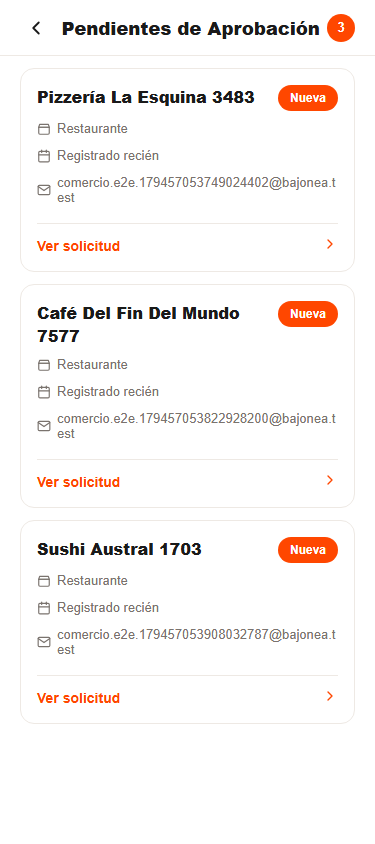 Pendientes de Aprobación 3
Pizzería La Esquina 3483 Nueva
Restaurante
Registrado recién
comercio.e2e.179457053749024402@bajonea.t
est
Ver solicitud
Café Del Fin Del Mundo Nueva
7577
Restaurante
Registrado recién
comercio.e2e.179457053822928200@bajonea.t
est
Ver solicitud
Sushi Austral 1703 Nueva
Restaurante
Registrado recién
comercio.e2e.179457053908032787@bajonea.t
est
Ver solicitud